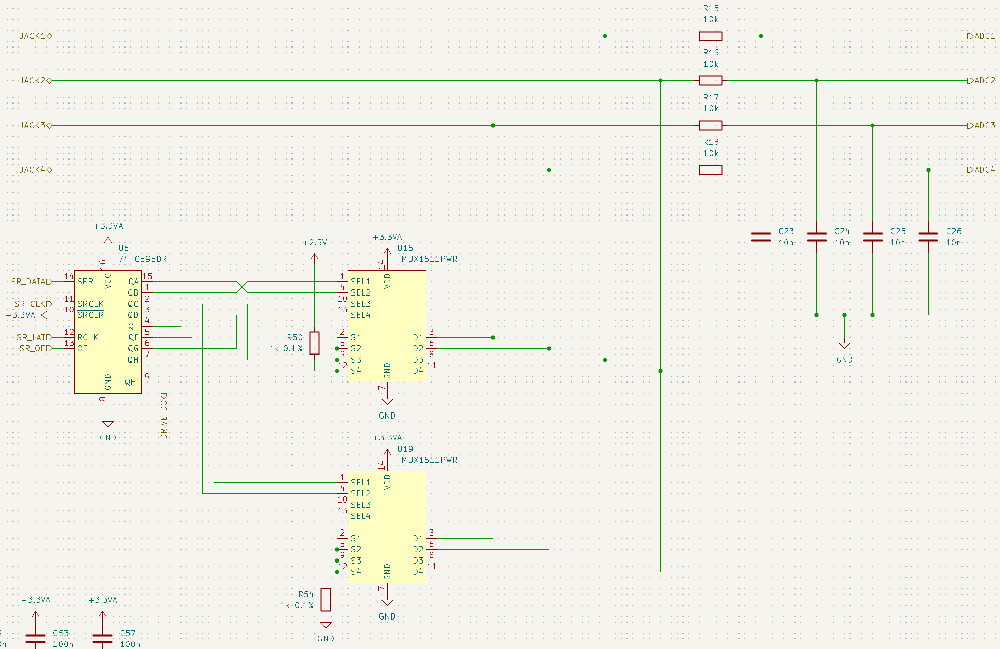 R15
10k
JACK1
ADC1
R16
10k
JACK2
ADC2
R17
10k
JACK3
ADC3
R18
10k
JACK4
ADC4
+3.3VA
U6
74HC595DR
16
VCC
SR_DATA
14
SER
QA
15
QB
1
SR_CLK
11
SRCLK
QC
2
+3.3VA
10
SRCLR
QD
3
QE
4
SR_LAT
12
RCLK
QF
5
SR_OE
13
OE
QG
6
QH
7
QH'
9
GND
8
GND
DRIVE_DO
+2.5V
R50
1k 0.1%
+3.3VA
U15
TMUX1511PWR
14
VDD
1
SEL1
4
SEL2
10
SEL3
13
SEL4
2
S1
D1
3
5
S2
D2
6
9
S3
D3
8
12
S4
D4
11
GND
7
GND
C23
10n
C24
10n
C25
10n
C26
10n
GND
+3.3VA
U19
TMUX1511PWR
14
VDD
1
SEL1
4
SEL2
10
SEL3
13
SEL4
2
S1
D1
3
5
S2
D2
6
9
S3
D3
8
12
S4
D4
11
GND
7
GND
R54
1k 0.1%
GND
+3.3VA
C53
100n
+3.3VA
C57
100n